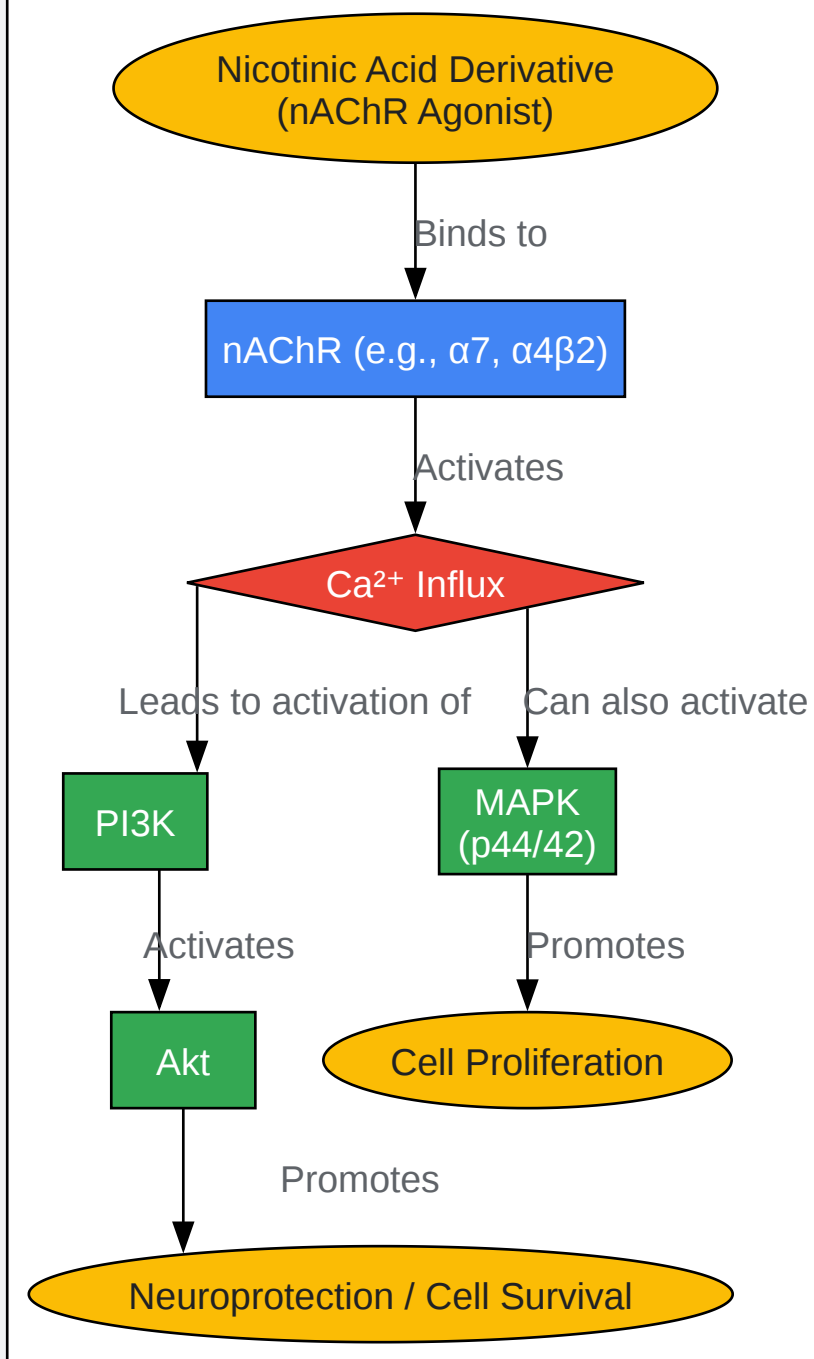 Nicotinic Acid Derivative
(nAChR Agonist)
Binds to
nAChR (e.g., α7, α4β2)
Activates
Ca²⁺ Influx
Leads to activation of
Can also activate
PI3K
MAPK
(p44/42)
Activates
Promotes
Akt
Cell Proliferation
Promotes
Neuroprotection / Cell Survival